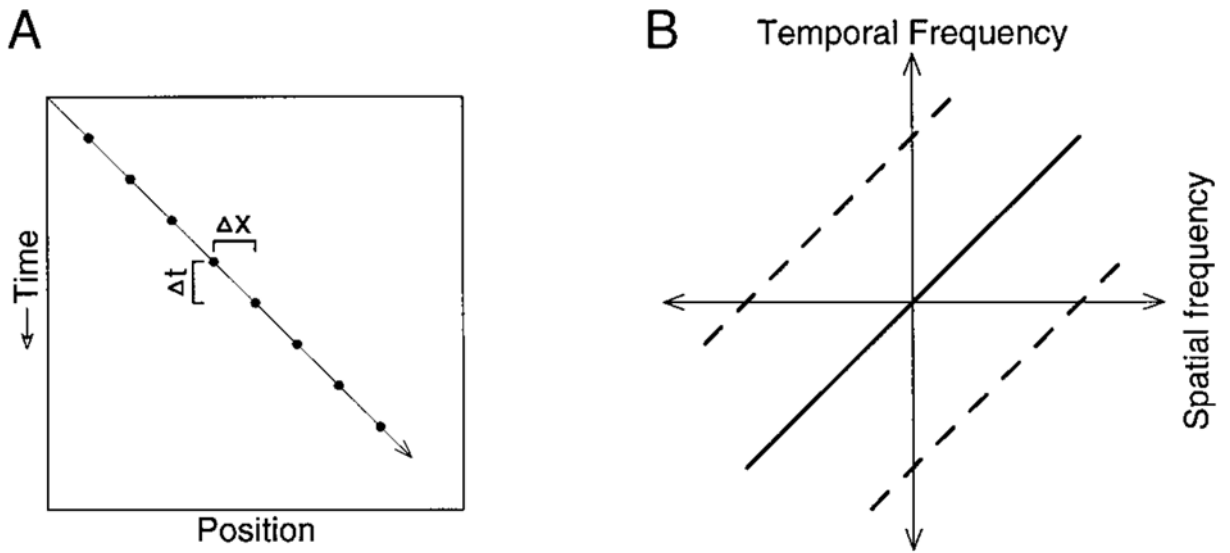 A
Δx
Δt
←Time
Position
B
Temporal Frequency
Spatial frequency